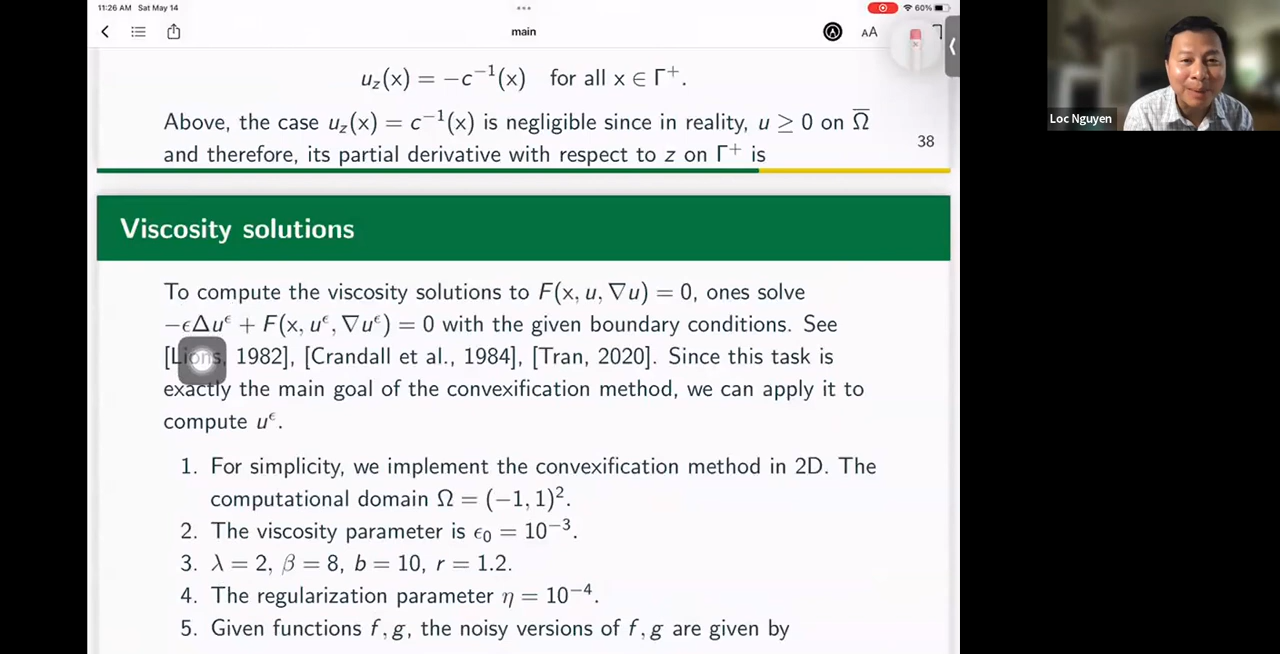 11:26 AM Sat May 14
60%
main
AA
u_z(x) = −c⁻¹(x) for all x ∈ Γ⁺.
Above, the case u_z(x) = c⁻¹(x) is negligible since in reality, u ≥ 0 on Ω̅
and therefore, its partial derivative with respect to z on Γ⁺ is
38
Viscosity solutions
To compute the viscosity solutions to F(x, u, ∇u) = 0, ones solve
−ϵΔu^ϵ + F(x, u^ϵ, ∇u^ϵ) = 0 with the given boundary conditions. See
[Lions, 1982], [Crandall et al., 1984], [Tran, 2020]. Since this task is
exactly the main goal of the convexification method, we can apply it to
compute u^ϵ.
1. For simplicity, we implement the convexification method in 2D. The
computational domain Ω = (−1, 1)².
2. The viscosity parameter is ϵ₀ = 10⁻³.
3. λ = 2, β = 8, b = 10, r = 1.2.
4. The regularization parameter η = 10⁻⁴.
5. Given functions f, g, the noisy versions of f, g are given by
Loc Nguyen